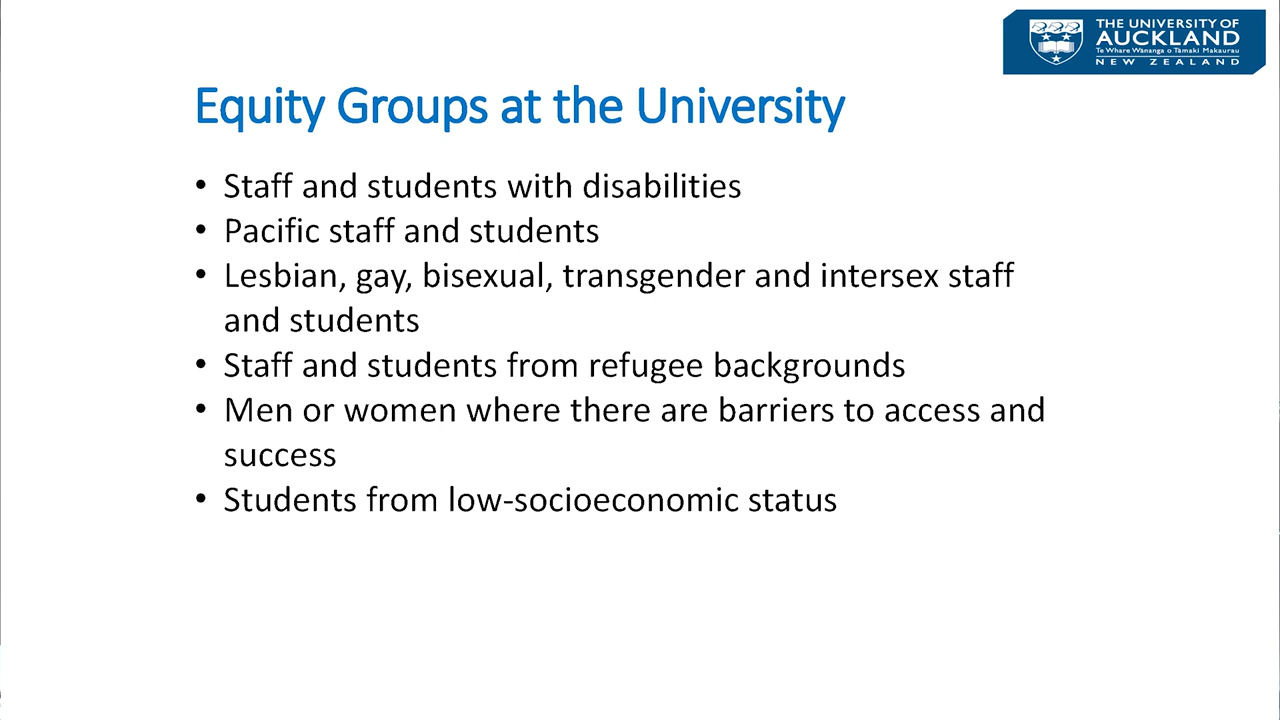 THE UNIVERSITY OF
AUCKLAND
Te Whare Wānanga o Tāmaki Makaurau
NEW ZEALAND
Equity Groups at the University
• Staff and students with disabilities
• Pacific staff and students
• Lesbian, gay, bisexual, transgender and intersex staff
and students
• Staff and students from refugee backgrounds
• Men or women where there are barriers to access and
success
• Students from low-socioeconomic status